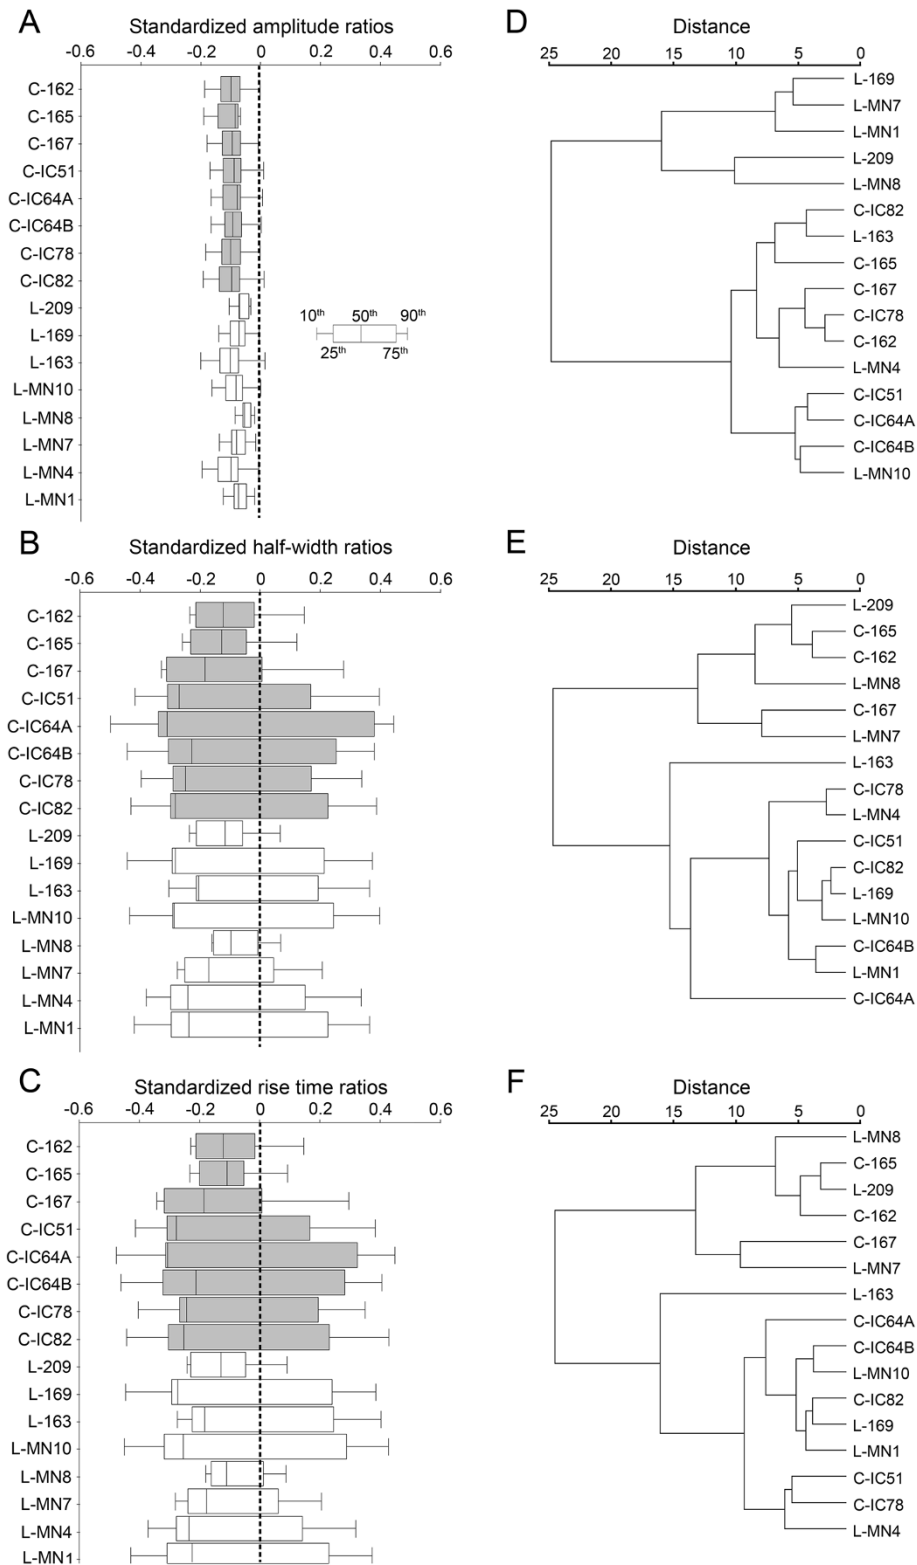 A
Standardized amplitude ratios
-0.6 -0.4 -0.2 0 0.2 0.4 0.6
C-162
C-165
C-167
C-IC51
C-IC64A
C-IC64B
C-IC78
C-IC82
L-209
L-169
L-163
L-MN10
L-MN8
L-MN7
L-MN4
L-MN1
10th 50th 90th
25th 75th
D
Distance
25 20 15 10 5 0
L-169
L-MN7
L-MN1
L-209
L-MN8
C-IC82
L-163
C-165
C-167
C-IC78
C-162
L-MN4
C-IC51
C-IC64A
C-IC64B
L-MN10
B
Standardized half-width ratios
-0.6 -0.4 -0.2 0 0.2 0.4 0.6
C-162
C-165
C-167
C-IC51
C-IC64A
C-IC64B
C-IC78
C-IC82
L-209
L-169
L-163
L-MN10
L-MN8
L-MN7
L-MN4
L-MN1
E
Distance
25 20 15 10 5 0
L-209
C-165
C-162
L-MN8
C-167
L-MN7
L-163
C-IC78
L-MN4
C-IC51
C-IC82
L-169
L-MN10
C-IC64B
L-MN1
C-IC64A
C
Standardized rise time ratios
-0.6 -0.4 -0.2 0 0.2 0.4 0.6
C-162
C-165
C-167
C-IC51
C-IC64A
C-IC64B
C-IC78
C-IC82
L-209
L-169
L-163
L-MN10
L-MN8
L-MN7
L-MN4
L-MN1
F
Distance
25 20 15 10 5 0
L-MN8
C-165
L-209
C-162
C-167
L-MN7
L-163
C-IC64A
C-IC64B
L-MN10
C-IC82
L-169
L-MN1
C-IC51
C-IC78
L-MN4